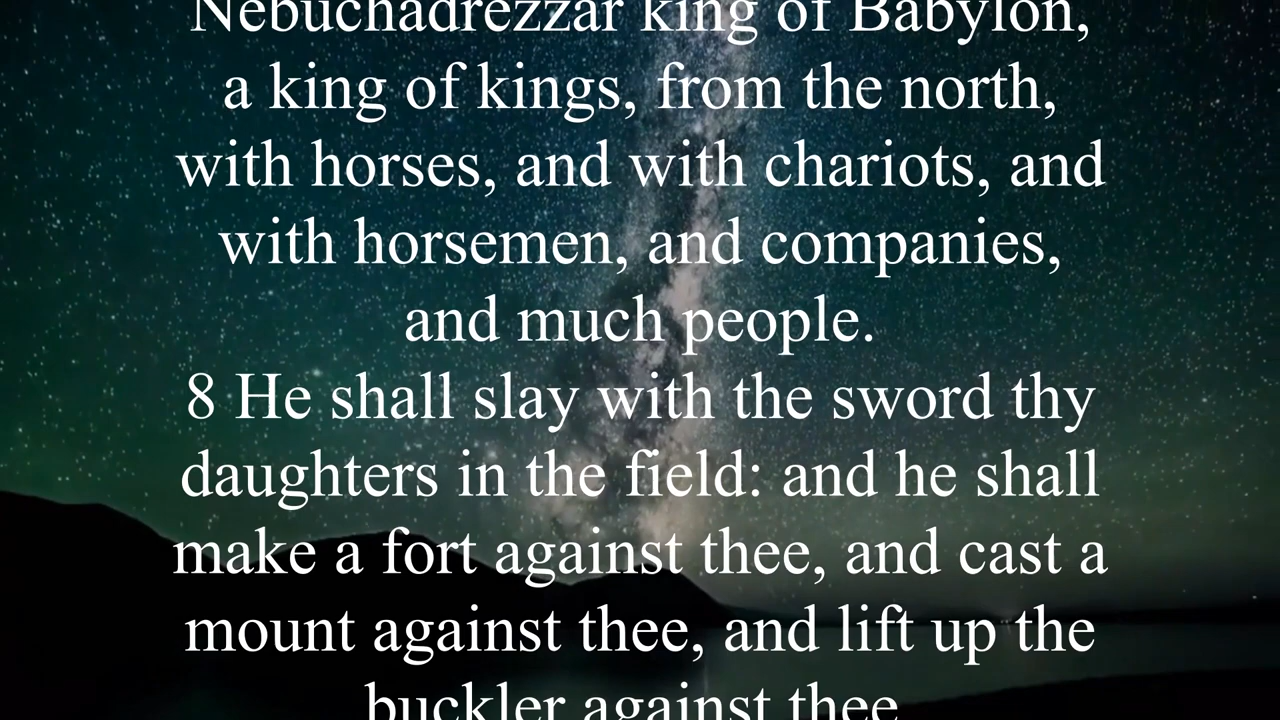 Nebuchadrezzar king of Babylon,
a king of kings, from the north,
with horses, and with chariots, and
with horsemen, and companies,
and much people.
8 He shall slay with the sword thy
daughters in the field: and he shall
make a fort against thee, and cast a
mount against thee, and lift up the
buckler against thee